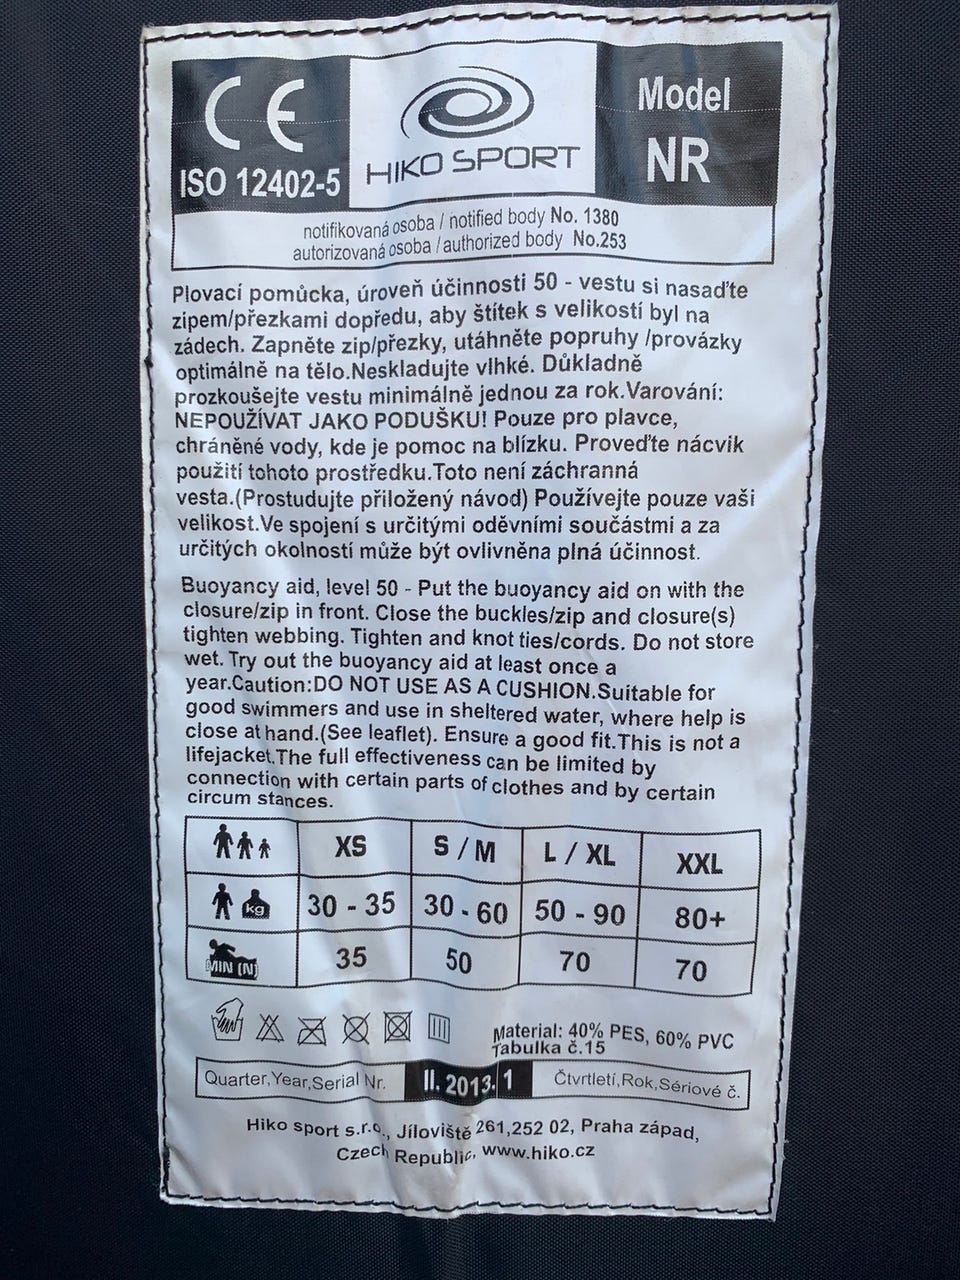 CE
ISO 12402-5
HIKO SPORT
Model
NR
notifikovaná osoba / notified body No. 1380
autorizovaná osoba / authorized body No.253
Plovací pomůcka, úroveň účinnosti 50 - vestu si nasaďte
zipem/přezkami dopředu, aby štítek s velikostí byl na
zádech. Zapněte zip/přezky, utáhněte popruhy /provázky
optimálně na tělo.Neskladujte vlhké. Důkladně
prozkoušejte vestu minimálně jednou za rok.Varování:
NEPOUŽÍVAT JAKO PODUŠKU! Pouze pro plavce,
chráněné vody, kde je pomoc na blízku. Proveďte nácvik
použití tohoto prostředku.Toto není záchranná
vesta.(Prostudujte přiložený návod) Používejte pouze vaši
velikost.Ve spojení s určitými oděvními součástmi a za
určitých okolností může být ovlivněna plná účinnost.
Buoyancy aid, level 50 - Put the buoyancy aid on with the
closure/zip in front. Close the buckles/zip and closure(s)
tighten webbing. Tighten and knot ties/cords. Do not store
wet. Try out the buoyancy aid at least once a
year.Caution:DO NOT USE AS A CUSHION.Suitable for
good swimmers and use in sheltered water, where help is
close at hand.(See leaflet). Ensure a good fit.This is not a
lifejacket.The full effectiveness can be limited by
connection with certain parts of clothes and by certain
circum stances.
XS S / M L / XL XXL
kg 30 - 35 30 - 60 50 - 90 80+
MIN (N) 35 50 70 70
Material: 40% PES, 60% PVC
Tabulka č.15
Quarter,Year,Serial Nr. II. 2013. 1 Čtvrtletí,Rok,Sériové č.
Hiko sport s.r.o., Jíloviště 261,252 02, Praha západ,
Czech Republic, www.hiko.cz